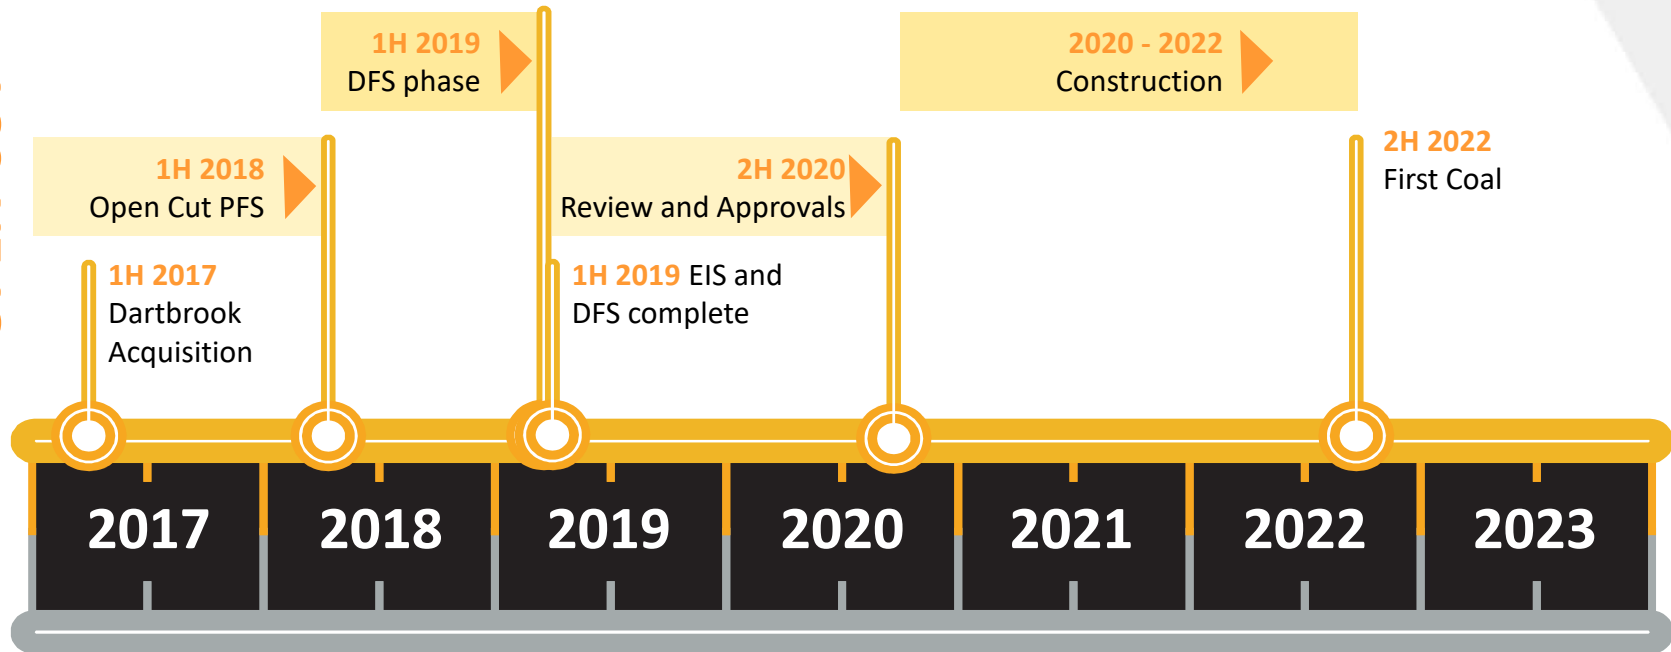 1H 2019
DFS phase
2020 - 2022
Construction
1H 2018
Open Cut PFS
2H 2020
Review and Approvals
2H 2022
First Coal
1H 2017
Dartbrook
Acquisition
1H 2019 EIS and
DFS complete
2017
2018
2019
2020
2021
2022
2023